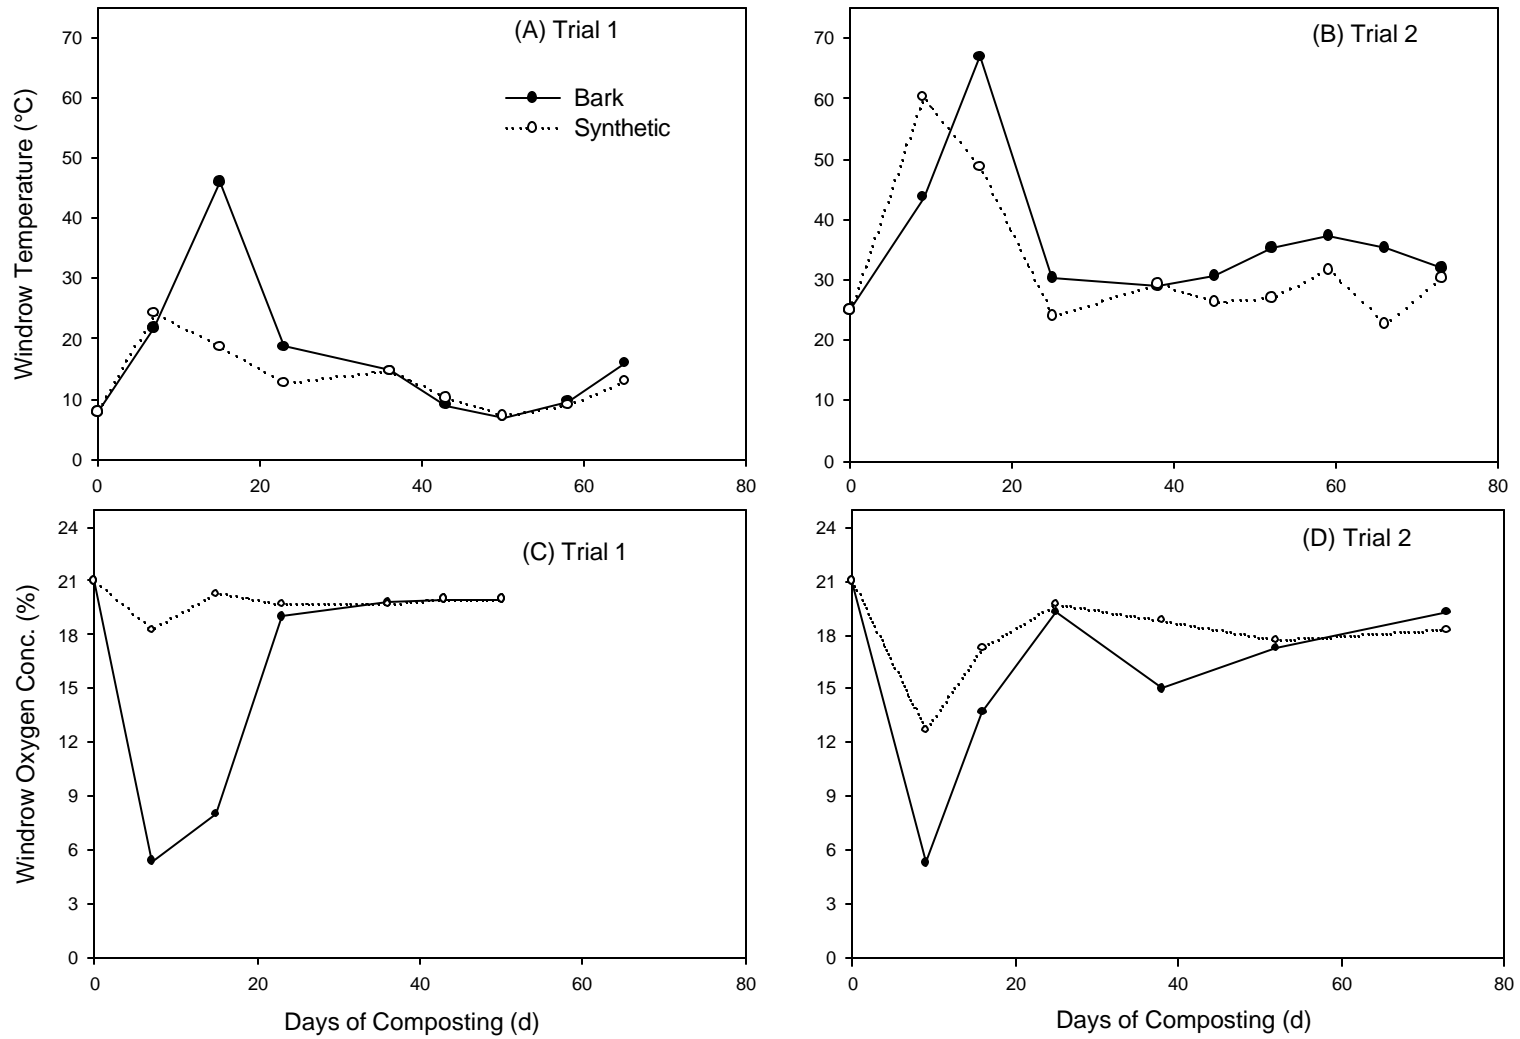 (A) Trial 1
Bark
Synthetic
Windrow Temperature (°C)
70
60
50
40
30
20
10
0
0 20 40 60 80
(B) Trial 2
70
60
50
40
30
20
10
0
0 20 40 60 80
(C) Trial 1
Windrow Oxygen Conc. (%)
24
21
18
15
12
9
6
3
0
0 20 40 60 80
Days of Composting (d)
(D) Trial 2
24
21
18
15
12
9
6
3
0
0 20 40 60 80
Days of Composting (d)